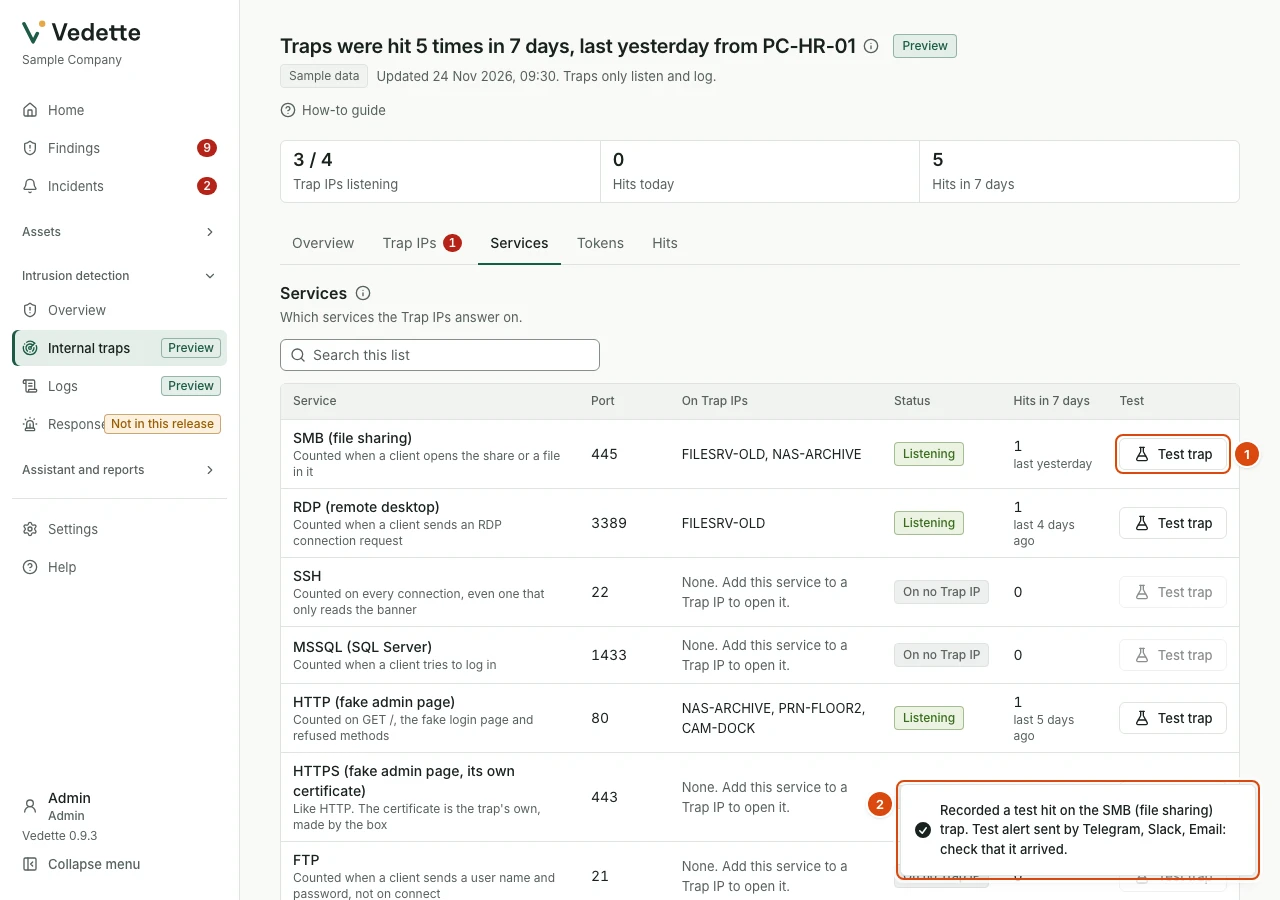 Vedette
Sample Company
Home
Findings 9
Incidents 2
Assets
Intrusion detection
Overview
Internal traps Preview
Logs Preview
Response Not in this release
Assistant and reports
Settings
Help
Admin
Admin
Vedette 0.9.3
Collapse menu
Traps were hit 5 times in 7 days, last yesterday from PC-HR-01 Preview
Sample data Updated 24 Nov 2026, 09:30. Traps only listen and log.
How-to guide
3 / 4
Trap IPs listening
0
Hits today
5
Hits in 7 days
Overview Trap IPs 1 Services Tokens Hits
Services
Which services the Trap IPs answer on.
Search this list
Service Port On Trap IPs Status Hits in 7 days Test
SMB (file sharing)
Counted when a client opens the share or a file
in it
445
FILESRV-OLD, NAS-ARCHIVE
Listening
1
last yesterday
Test trap
1
RDP (remote desktop)
Counted when a client sends an RDP
connection request
3389
FILESRV-OLD
Listening
1
last 4 days
ago
Test trap
SSH
Counted on every connection, even one that
only reads the banner
22
None. Add this service to a
Trap IP to open it.
On no Trap IP
0
Test trap
MSSQL (SQL Server)
Counted when a client tries to log in
1433
None. Add this service to a
Trap IP to open it.
On no Trap IP
0
Test trap
HTTP (fake admin page)
Counted on GET /, the fake login page and
refused methods
80
NAS-ARCHIVE, PRN-FLOOR2,
CAM-DOCK
Listening
1
last 5 days
ago
Test trap
HTTPS (fake admin page, its own
certificate)
Like HTTP. The certificate is the trap's own,
made by the box
443
None. Add this service to a
Trap IP to open it.
2
Recorded a test hit on the SMB (file sharing)
trap. Test alert sent by Telegram, Slack, Email:
check that it arrived.
FTP
Counted when a client sends a user name and
password, not on connect
21
None. Add this service to a
Trap IP to open it.